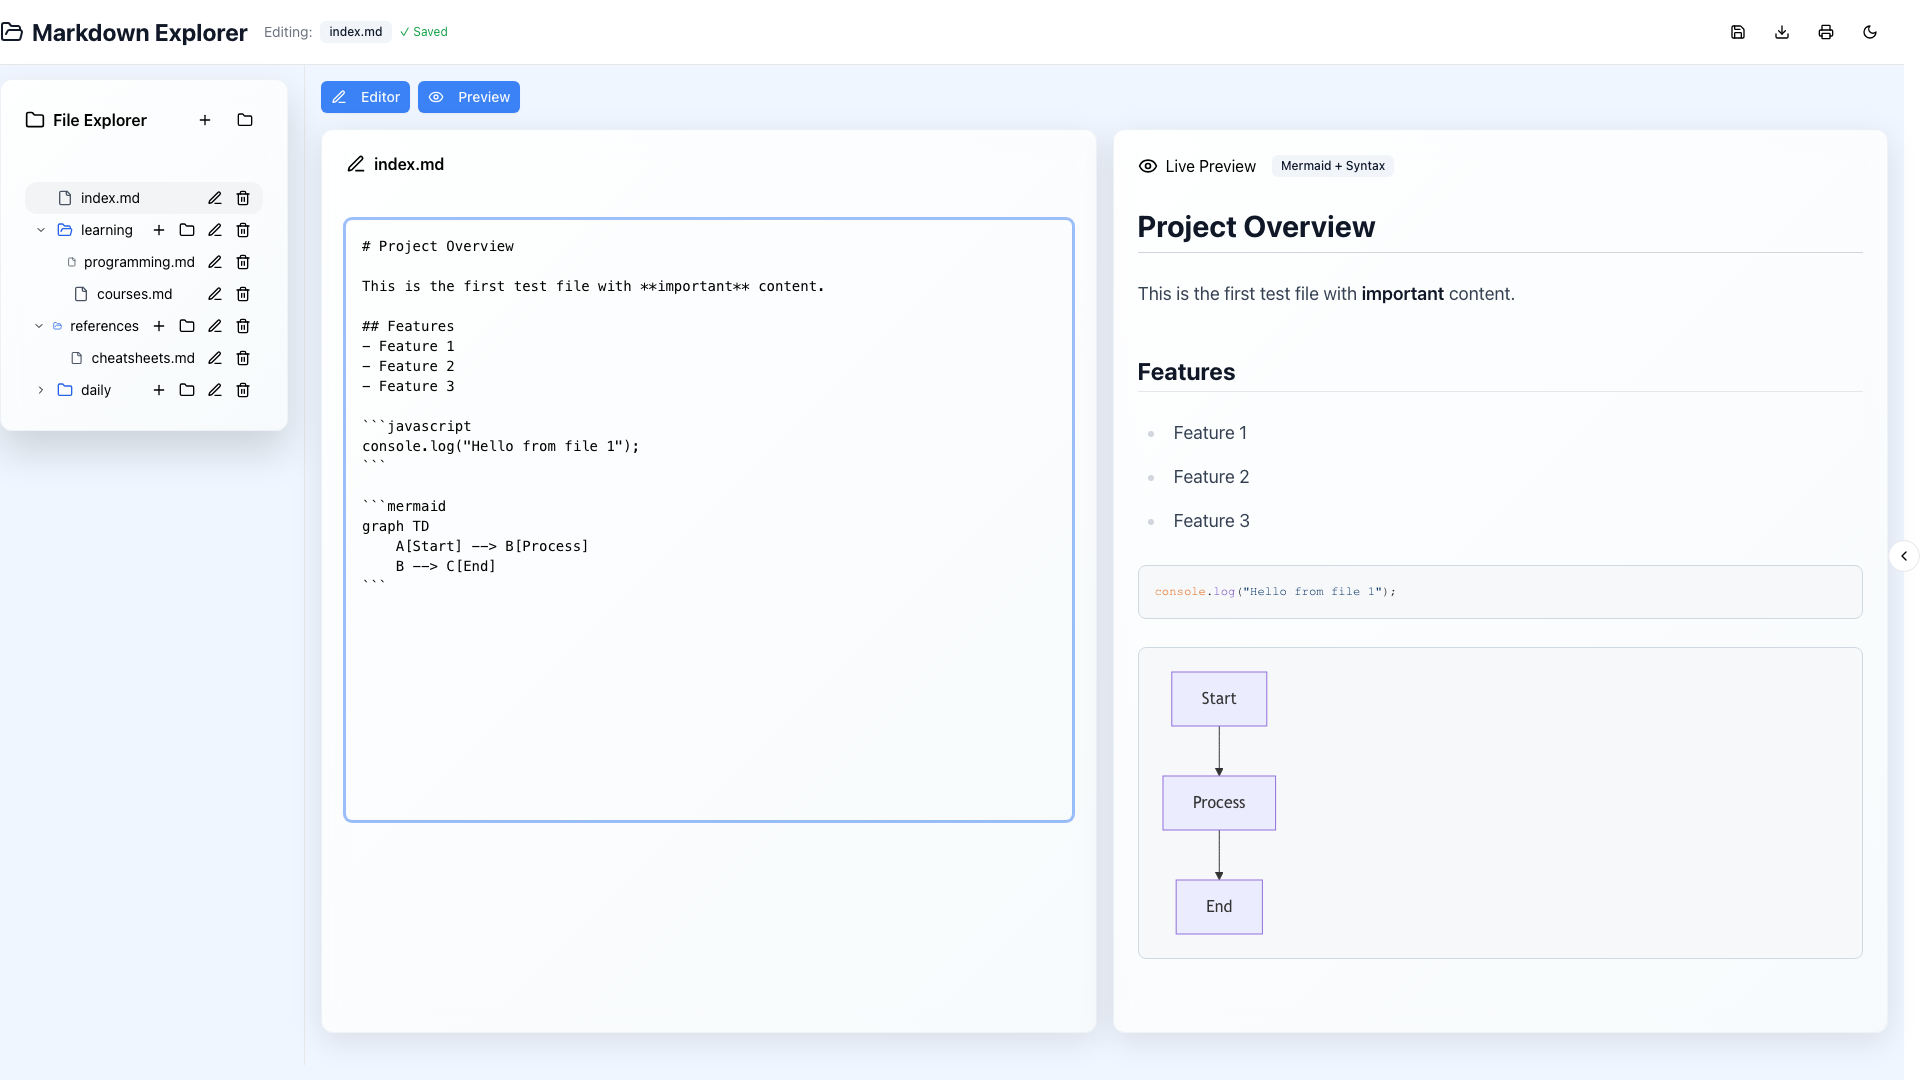 Markdown Explorer Editing: index.md ✓ Saved
File Explorer
index.md
learning
programming.md
courses.md
references
cheatsheets.md
daily
Editor Preview
index.md
# Project Overview
This is the first test file with **important** content.
## Features
- Feature 1
- Feature 2
- Feature 3
```javascript
console.log("Hello from file 1");
```
```mermaid
graph TD
    A[Start] --> B[Process]
    B --> C[End]
```
Live Preview Mermaid + Syntax
Project Overview
This is the first test file with important content.
Features
Feature 1
Feature 2
Feature 3
console.log("Hello from file 1");
Start
Process
End